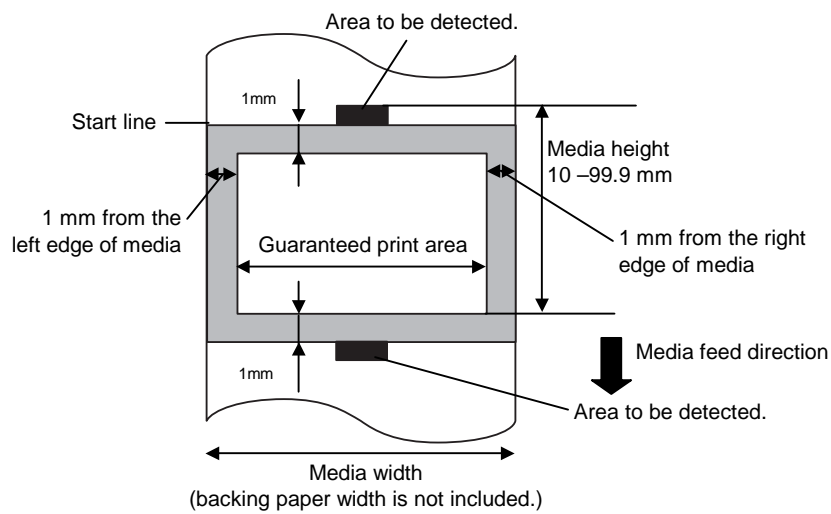 Area to be detected.
1mm
Start line
Media height
10 –99.9 mm
1 mm from the
left edge of media
Guaranteed print area
1 mm from the right
edge of media
Media feed direction
1mm
Area to be detected.
Media width
(backing paper width is not included.)